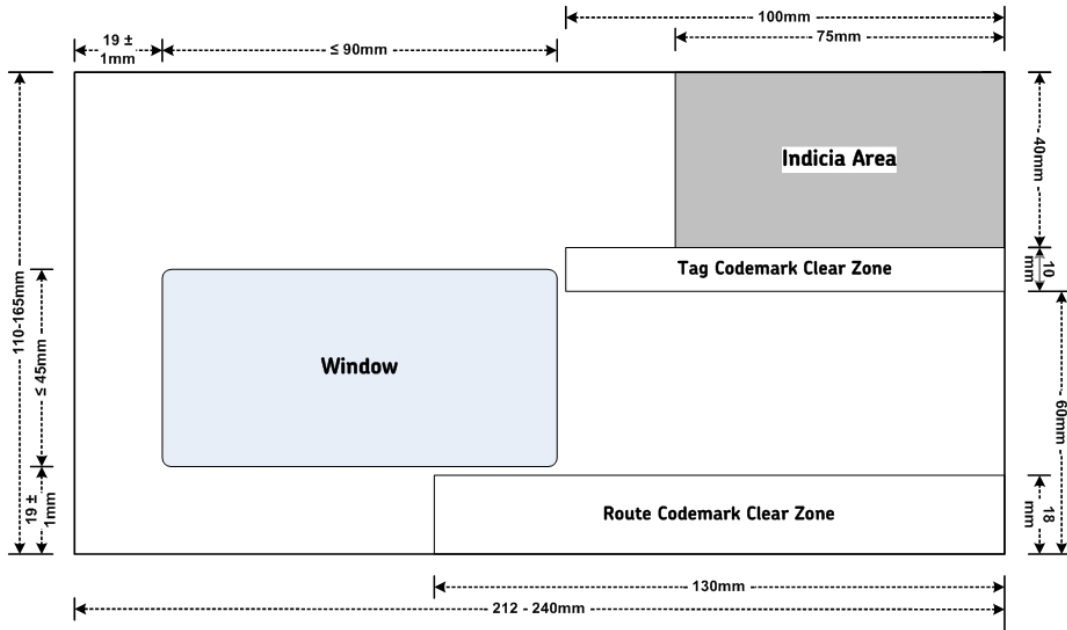 100mm
19 ±
1mm
≤ 90mm
75mm
Indicia Area
40mm
Tag Codemark Clear Zone
10
mm
110-165mm
≤ 45mm
Window
60mm
19 ±
1mm
Route Codemark Clear Zone
18
mm
130mm
212 - 240mm